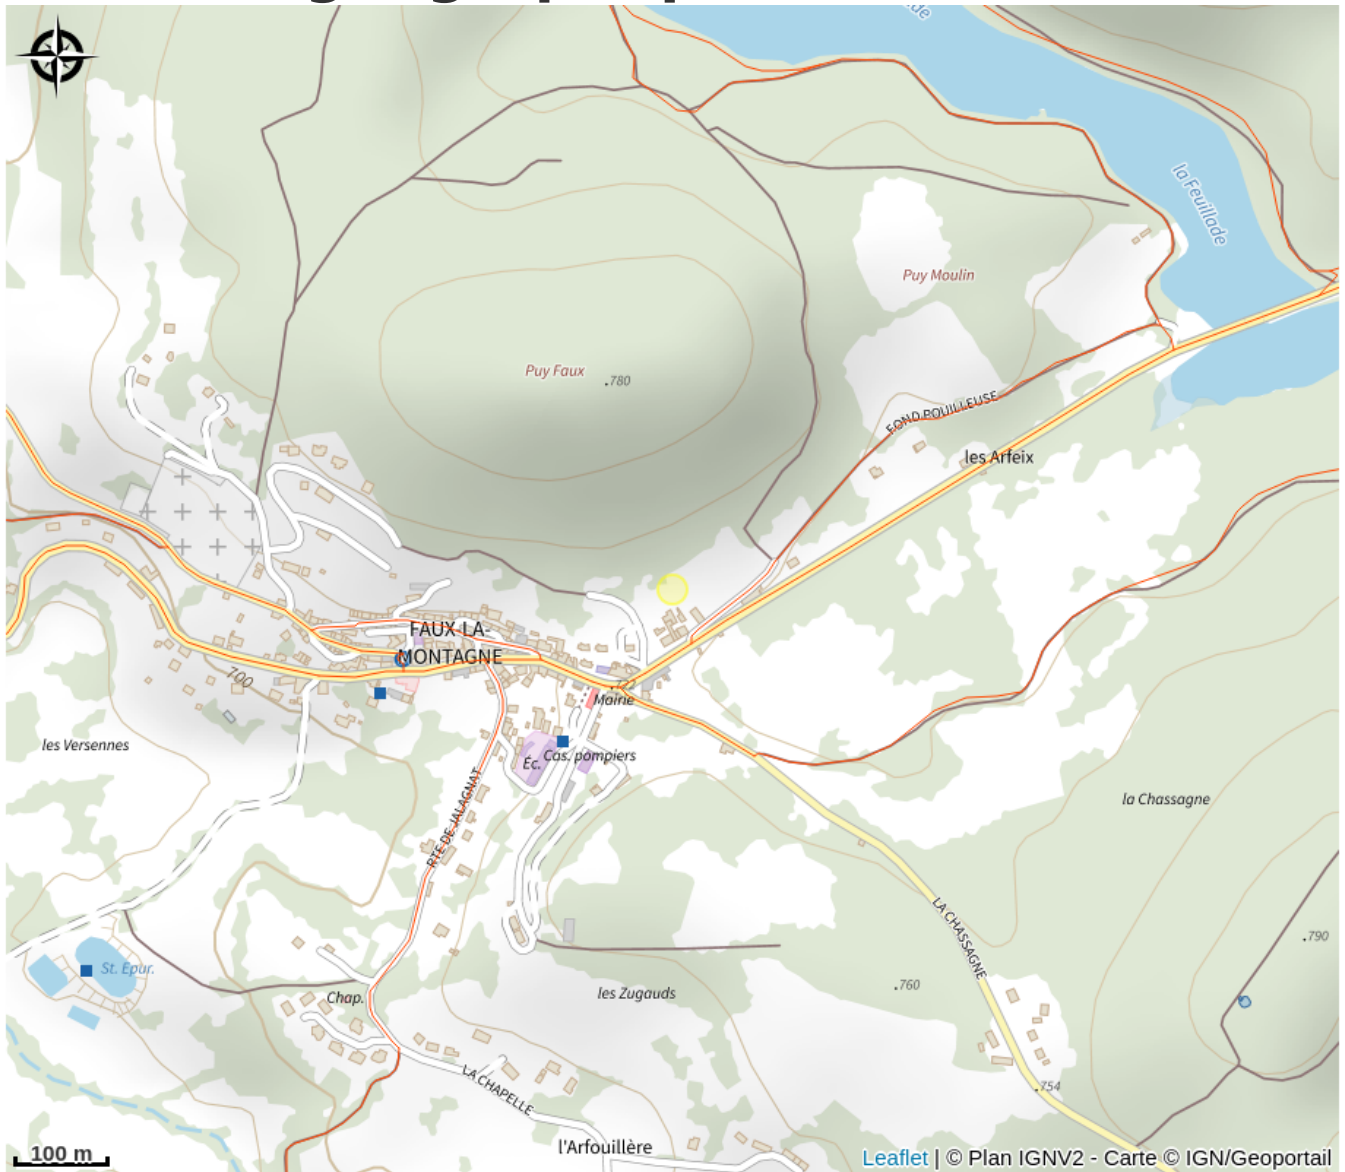 la Feuillade
Puy Moulin
Puy Faux
.780
FOND POUILLEUSE
les Arfeix
FAUX-LA-
MONTAGNE
700
Mairie
les Versennes
Éc.
Cas. pompiers
la Chassagne
RTE DE JALAGNAT
LA CHASSAGNE
.790
St. Epur.
.760
les Zugauds
Chap.
LA CHAPELLE
.754
l'Arfouillère
100 m
Leaflet | © Plan IGNV2 - Carte © IGN/Geoportail